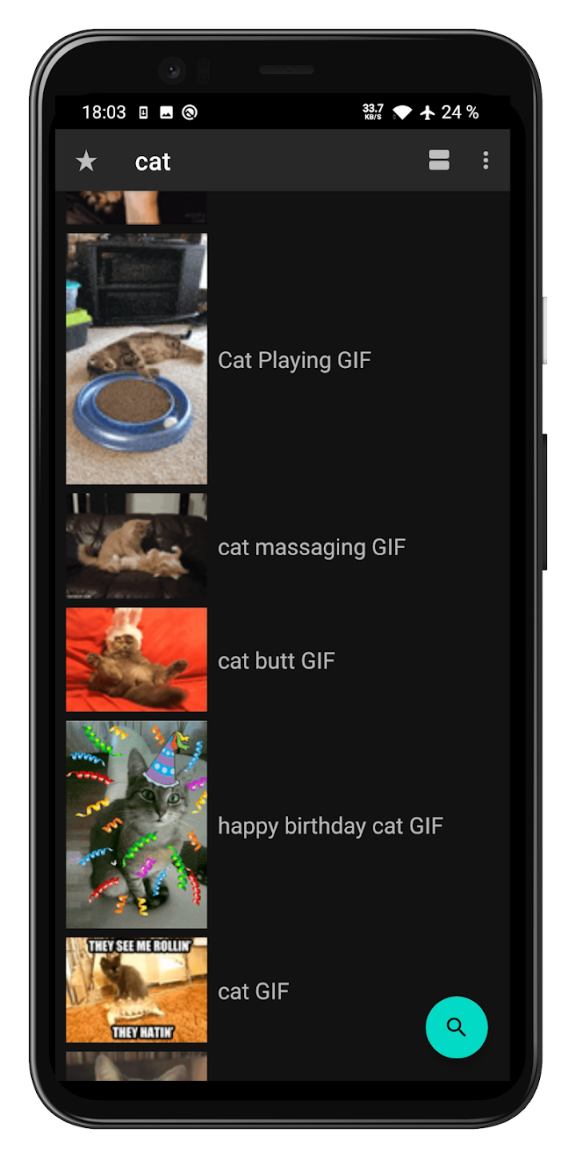 18:03
33.7
KB/S
24 %
cat
Cat Playing GIF
cat massaging GIF
cat butt GIF
happy birthday cat GIF
THEY SEE ME ROLLIN'
THEY HATIN'
cat GIF